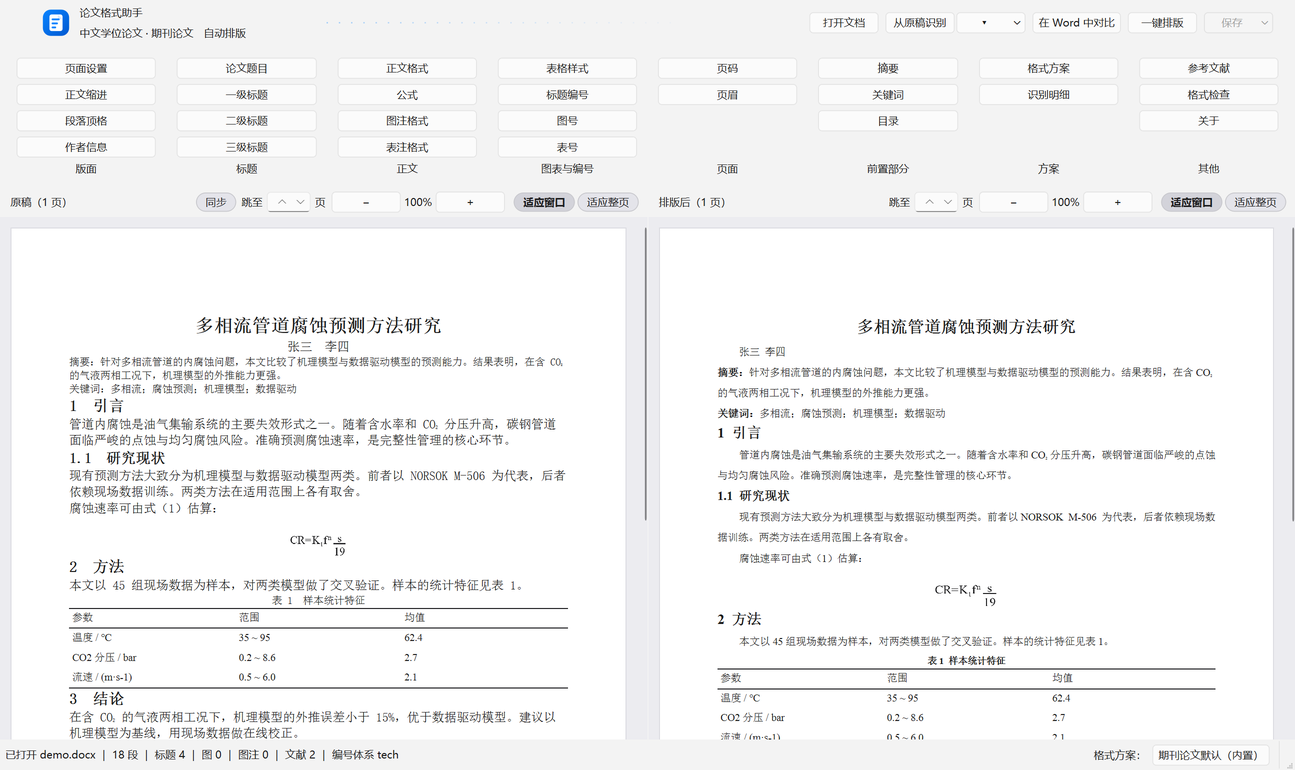 论文格式助手
中文学位论文 · 期刊论文 自动排版
打开文档 从原稿识别 在 Word 中对比 一键排版 保存
页面设置 论文题目 正文格式 表格样式 页码 摘要 格式方案 参考文献
正文缩进 一级标题 公式 标题编号 页眉 关键词 识别明细 格式检查
段落顶格 二级标题 图注格式 图号 目录 关于
作者信息 三级标题 表注格式 表号
版面 标题 正文 图表与编号 页面 前置部分 方案 其他
原稿（1 页） 同步 跳至 页 − 100% + 适应窗口 适应整页
排版后（1 页） 跳至 页 − 100% + 适应窗口 适应整页
多相流管道腐蚀预测方法研究
张三 李四
摘要：针对多相流管道的内腐蚀问题，本文比较了机理模型与数据驱动模型的预测能力。结果表明，在含 CO₂
的气液两相工况下，机理模型的外推能力更强。
关键词：多相流；腐蚀预测；机理模型；数据驱动
1 引言
管道内腐蚀是油气集输系统的主要失效形式之一。随着含水率和 CO₂ 分压升高，碳钢管道
面临严峻的点蚀与均匀腐蚀风险。准确预测腐蚀速率，是完整性管理的核心环节。
1.1 研究现状
现有预测方法大致分为机理模型与数据驱动模型两类。前者以 NORSOK M-506 为代表，后者
依赖现场数据训练。两类方法在适用范围上各有取舍。
腐蚀速率可由式（1）估算：
CR=K₁fⁿ s/19
2 方法
本文以 45 组现场数据为样本，对两类模型做了交叉验证。样本的统计特征见表 1。
表 1 样本统计特征
参数 范围 均值
温度 / °C 35 ~ 95 62.4
CO2 分压 / bar 0.2 ~ 8.6 2.7
流速 / (m·s-1) 0.5 ~ 6.0 2.1
3 结论
在含 CO₂ 的气液两相工况下，机理模型的外推误差小于 15%，优于数据驱动模型。建议以
机理模型为基线，用现场数据做在线校正。
多相流管道腐蚀预测方法研究
张三 李四
摘要：针对多相流管道的内腐蚀问题，本文比较了机理模型与数据驱动模型的预测能力。结果表明，在含 CO₂
的气液两相工况下，机理模型的外推能力更强。
关键词：多相流；腐蚀预测；机理模型；数据驱动
1 引言
管道内腐蚀是油气集输系统的主要失效形式之一。随着含水率和 CO₂ 分压升高，碳钢管道面临严峻的点蚀
与均匀腐蚀风险。准确预测腐蚀速率，是完整性管理的核心环节。
1.1 研究现状
现有预测方法大致分为机理模型与数据驱动模型两类。前者以 NORSOK M-506 为代表，后者依赖现场数
据训练。两类方法在适用范围上各有取舍。
腐蚀速率可由式（1）估算：
CR=K₁fⁿ s/19
2 方法
本文以 45 组现场数据为样本，对两类模型做了交叉验证。样本的统计特征见表 1。
表 1 样本统计特征
参数 范围 均值
温度 / °C 35 ~ 95 62.4
CO2 分压 / bar 0.2 ~ 8.6 2.7
流速 / (m·s-1) 0.5 ~ 6.0 2.1
已打开 demo.docx | 18 段 | 标题 4 | 图 0 | 图注 0 | 文献 2 | 编号体系 tech
格式方案： 期刊论文默认（内置）